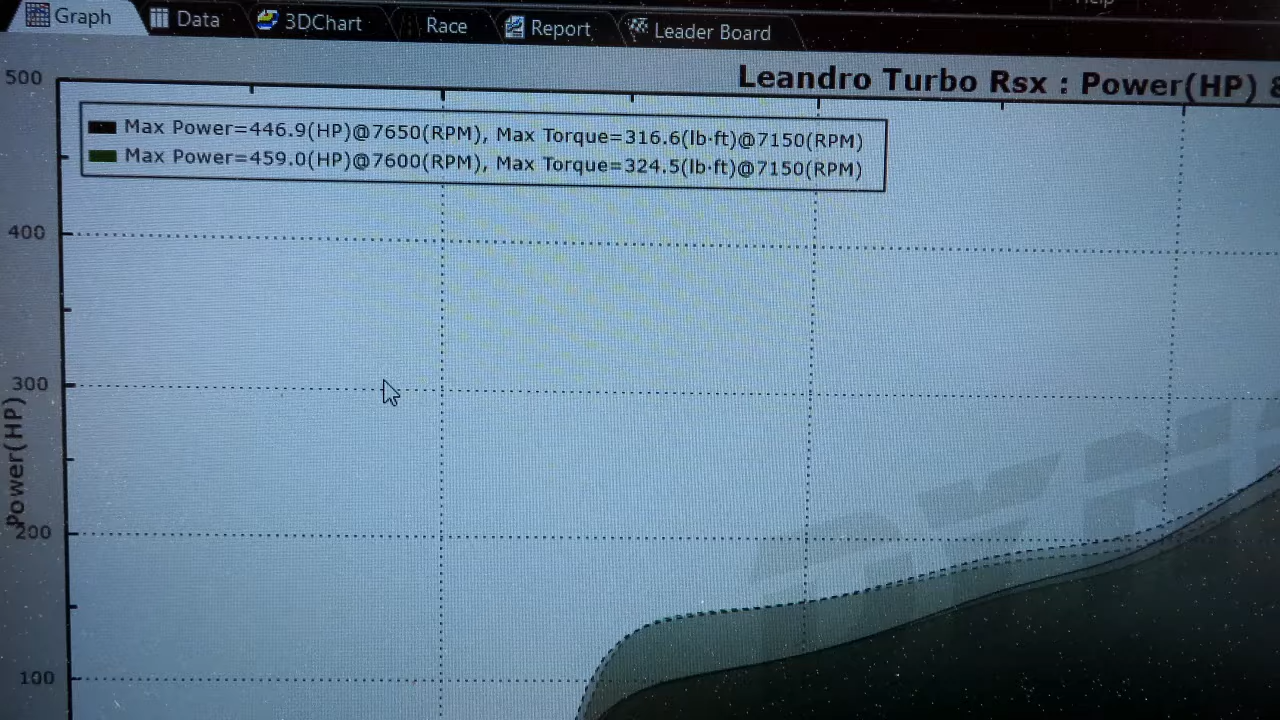 Help
Graph
Data
3DChart
Race
Report
Leader Board
Leandro Turbo Rsx : Power(HP) &
500
Max Power=446.9(HP)@7650(RPM), Max Torque=316.6(lb·ft)@7150(RPM)
Max Power=459.0(HP)@7600(RPM), Max Torque=324.5(lb·ft)@7150(RPM)
400
300
Power(HP)
200
100